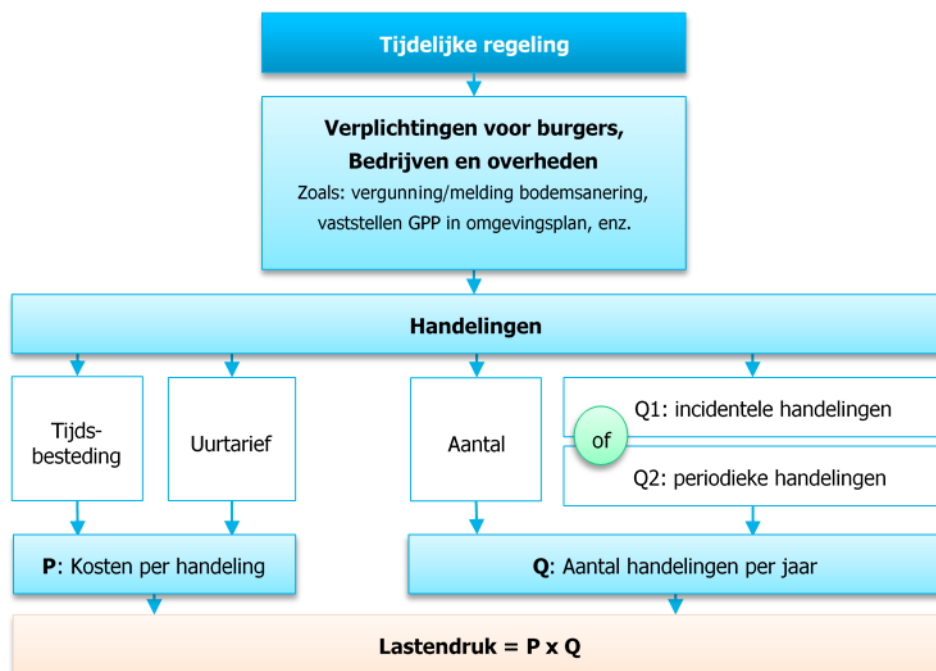 Tijdelijke regeling
Verplichtingen voor burgers,
Bedrijven en overheden
Zoals: vergunning/melding bodemsanering,
vaststellen GPP in omgevingsplan, enz.
Handelingen
Tijds-
besteding
Uurtarief
Aantal
Q1: incidentele handelingen
of
Q2: periodieke handelingen
P: Kosten per handeling
Q: Aantal handelingen per jaar
Lastendruk = P x Q